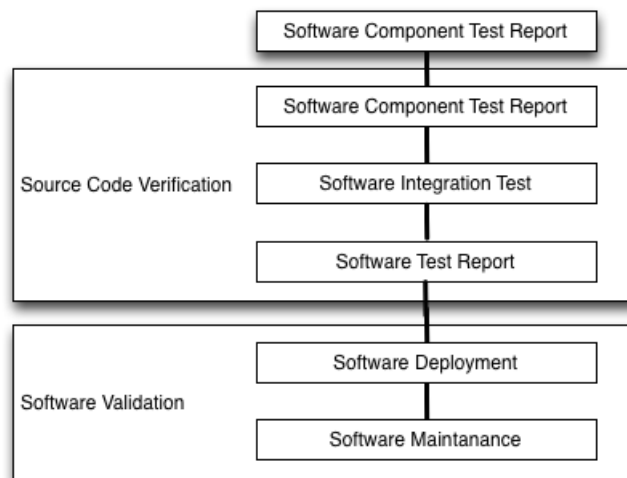 Software Component Test Report
Software Component Test Report
Source Code Verification
Software Integration Test
Software Test Report
Software Deployment
Software Validation
Software Maintanance